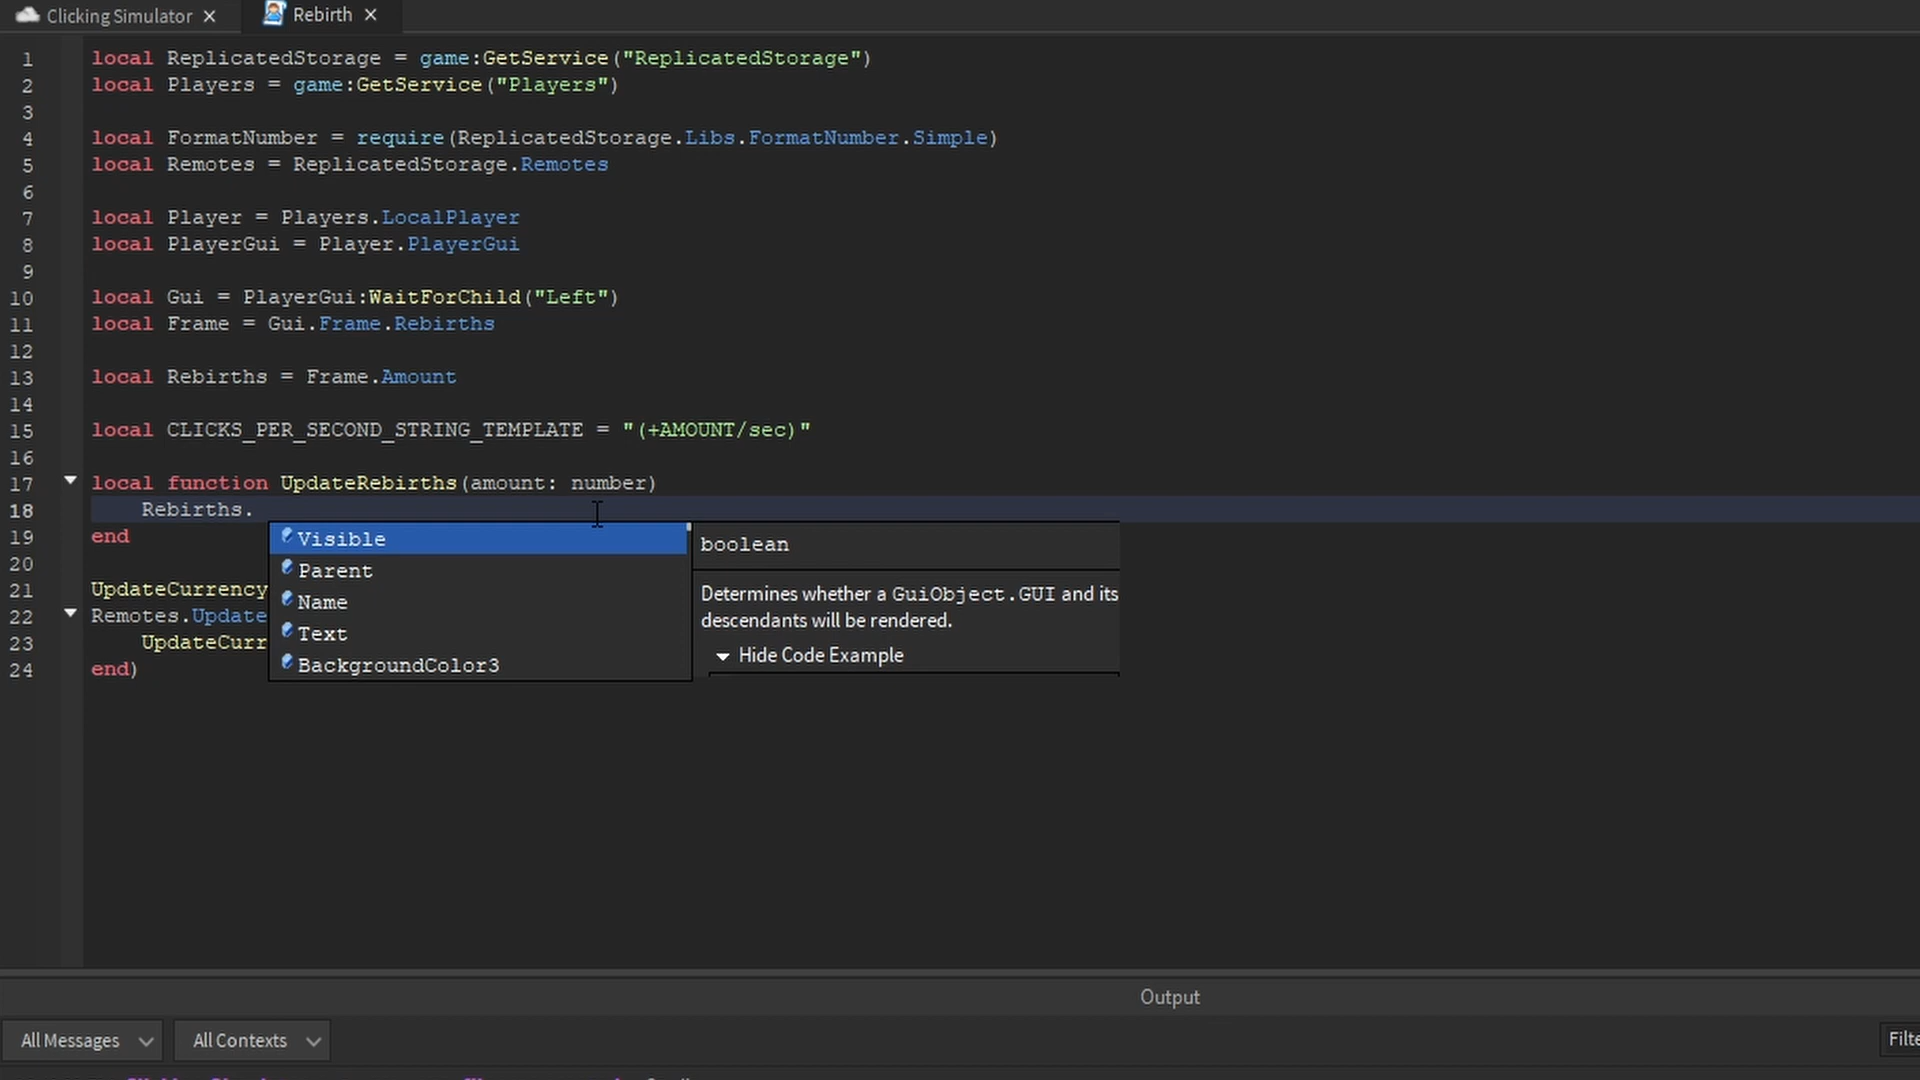 Clicking Simulator
Rebirth
1 local ReplicatedStorage = game:GetService("ReplicatedStorage")
2 local Players = game:GetService("Players")
3
4 local FormatNumber = require(ReplicatedStorage.Libs.FormatNumber.Simple)
5 local Remotes = ReplicatedStorage.Remotes
6
7 local Player = Players.LocalPlayer
8 local PlayerGui = Player.PlayerGui
9
10 local Gui = PlayerGui:WaitForChild("Left")
11 local Frame = Gui.Frame.Rebirths
12
13 local Rebirths = Frame.Amount
14
15 local CLICKS_PER_SECOND_STRING_TEMPLATE = "(+AMOUNT/sec)"
16
17 local function UpdateRebirths(amount: number)
18 Rebirths.
19 end
20
21 UpdateCurrency
22 Remotes.Update
23 UpdateCurr
24 end)
Visible
Parent
Name
Text
BackgroundColor3
boolean
Determines whether a GuiObject.GUI and its
descendants will be rendered.
Hide Code Example
Output
All Messages
All Contexts
Filte